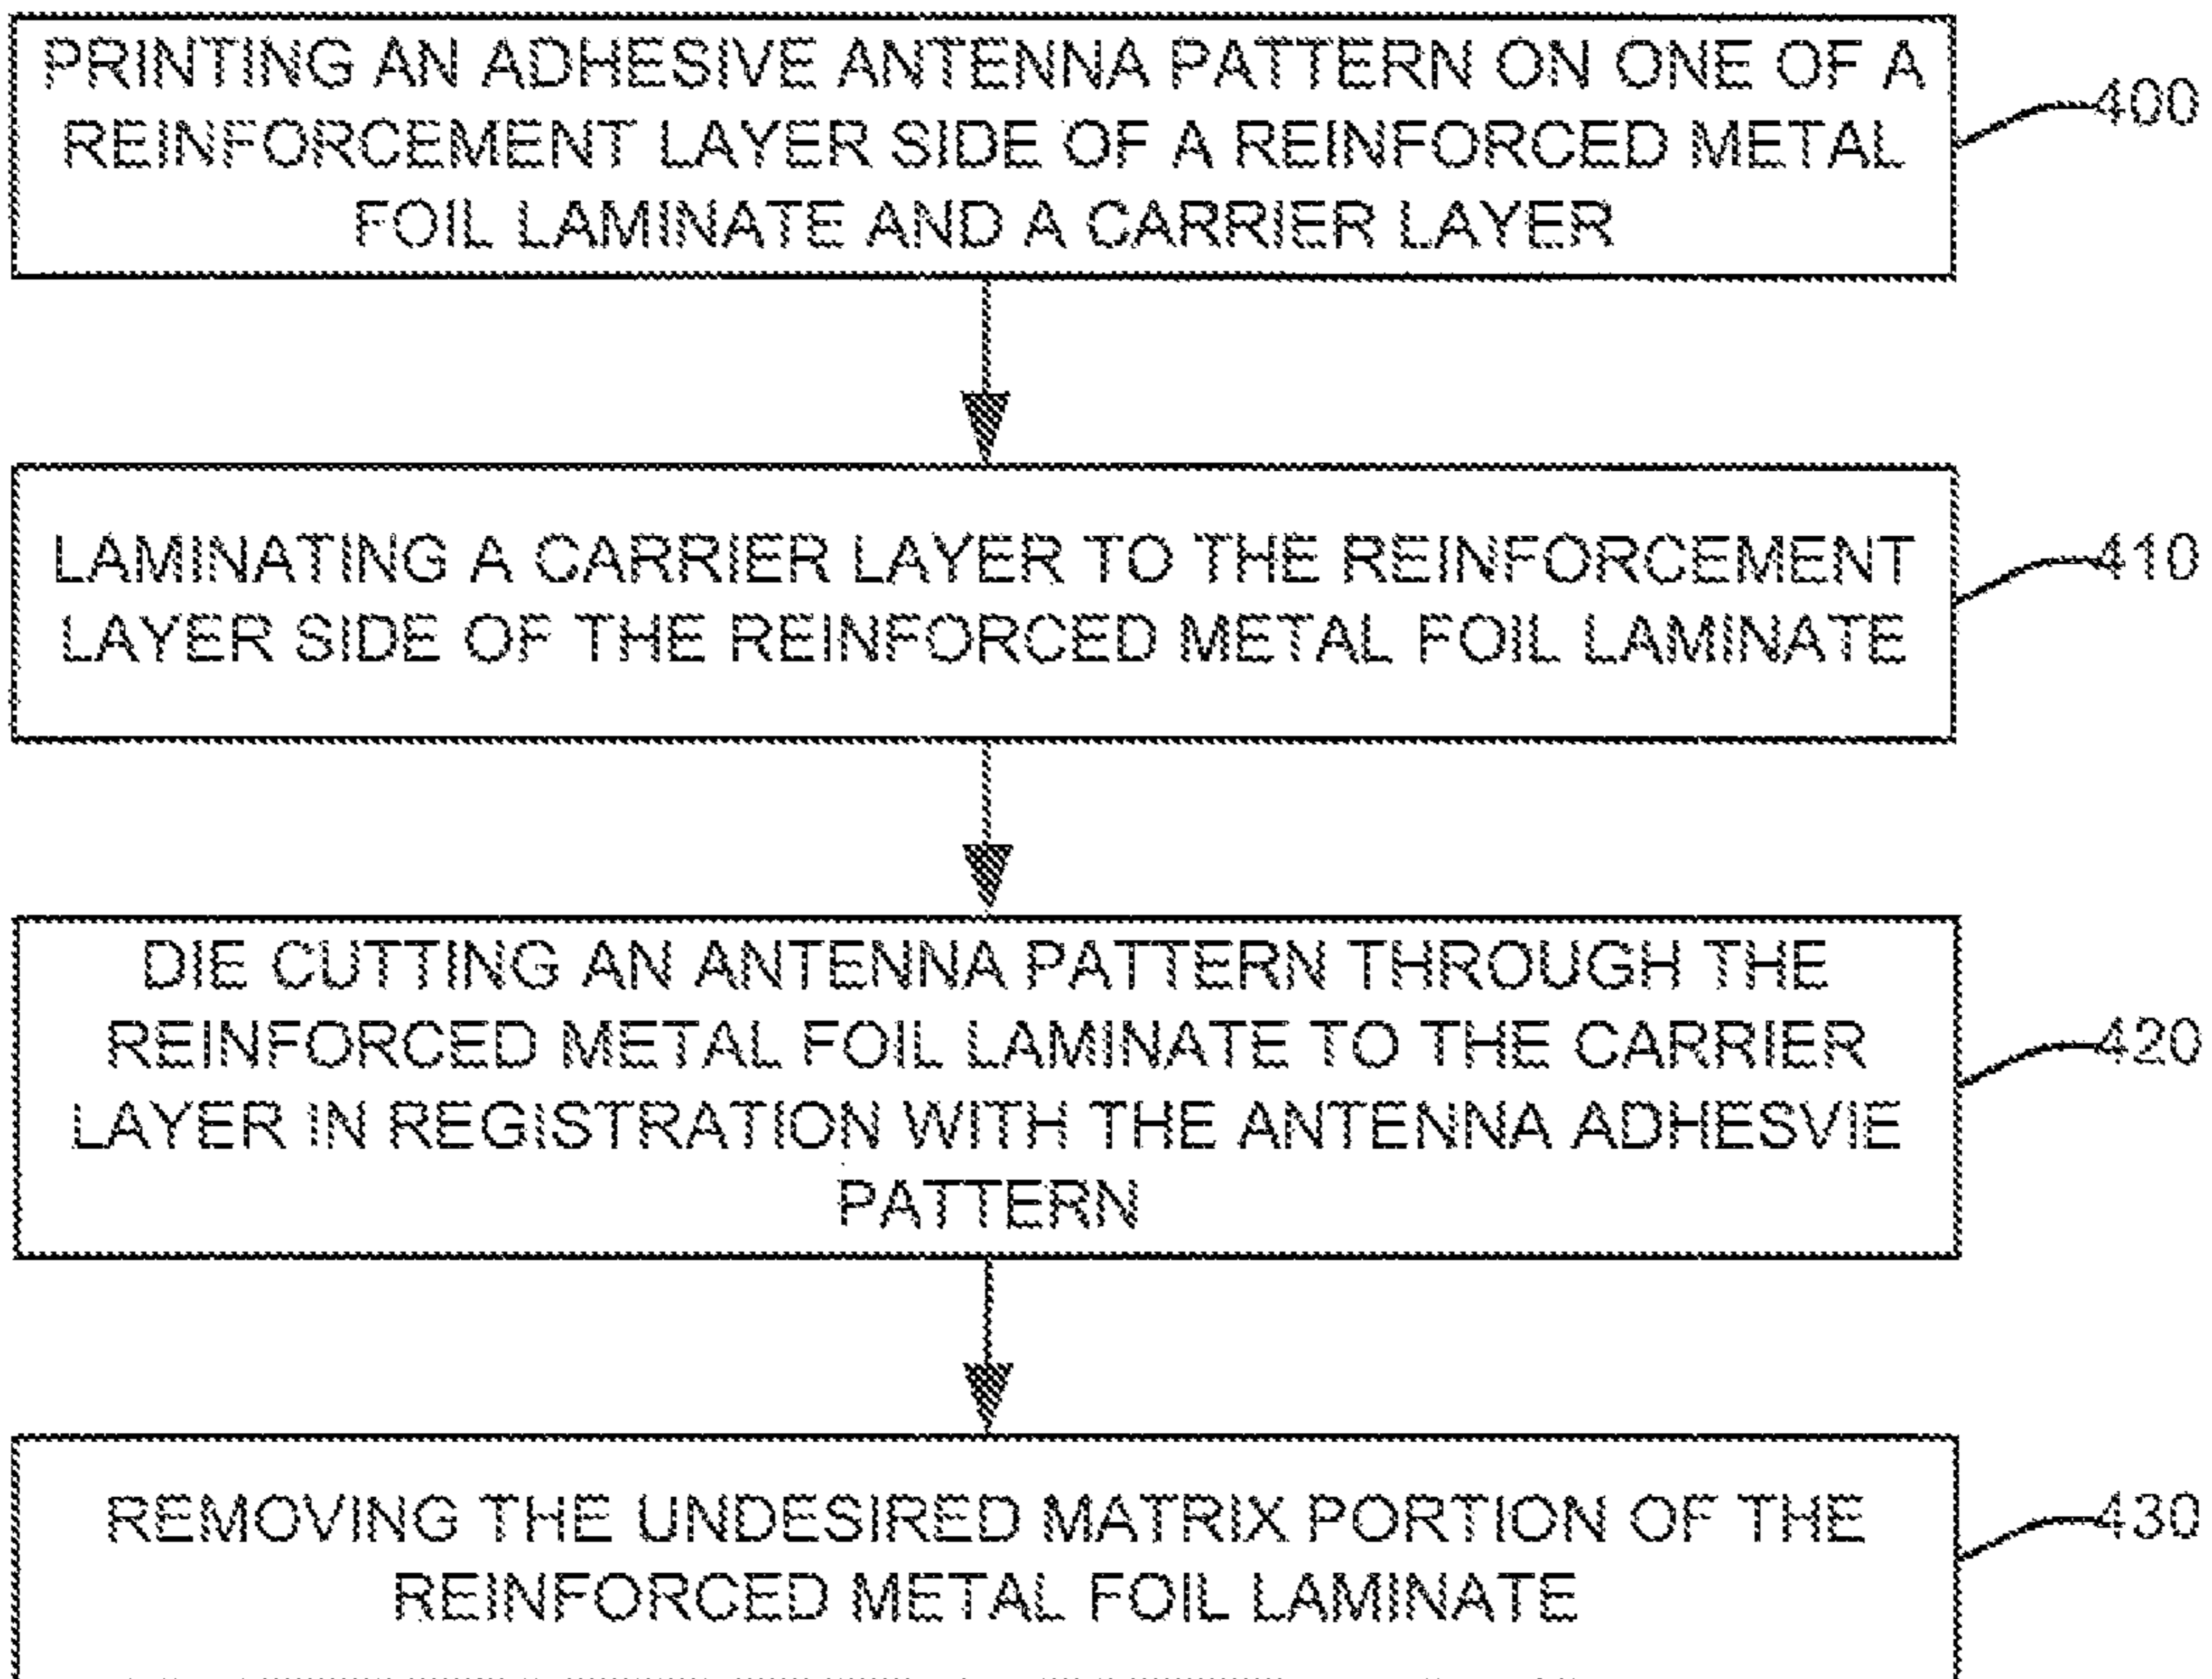 PRINTING AN ADHESIVE ANTENNA PATTERN ON ONE OF A
REINFORCEMENT LAYER SIDE OF A REINFORCED METAL
FOIL LAMINATE AND A CARRIER LAYER
400
LAMINATING A CARRIER LAYER TO THE REINFORCEMENT
LAYER SIDE OF THE REINFORCED METAL FOIL LAMINATE
410
DIE CUTTING AN ANTENNA PATTERN THROUGH THE
REINFORCED METAL FOIL LAMINATE TO THE CARRIER
LAYER IN REGISTRATION WITH THE ANTENNA ADHESVIE
PATTERN
420
REMOVING THE UNDESIRED MATRIX PORTION OF THE
REINFORCED METAL FOIL LAMINATE
430